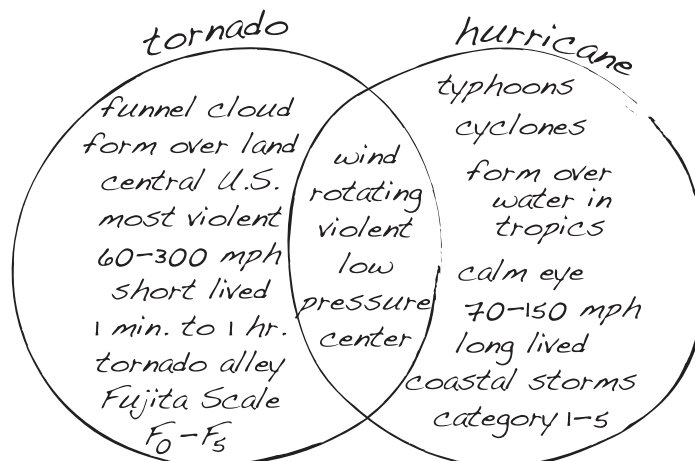 tornado
hurricane
funnel cloud
form over land
central U.S.
most violent
60-300 mph
short lived
1 min. to 1 hr.
tornado alley
Fujita Scale
F0-F5
wind
rotating
violent
low
pressure
center
typhoons
cyclones
form over
water in
tropics
calm eye
70-150 mph
long lived
coastal storms
category 1-5